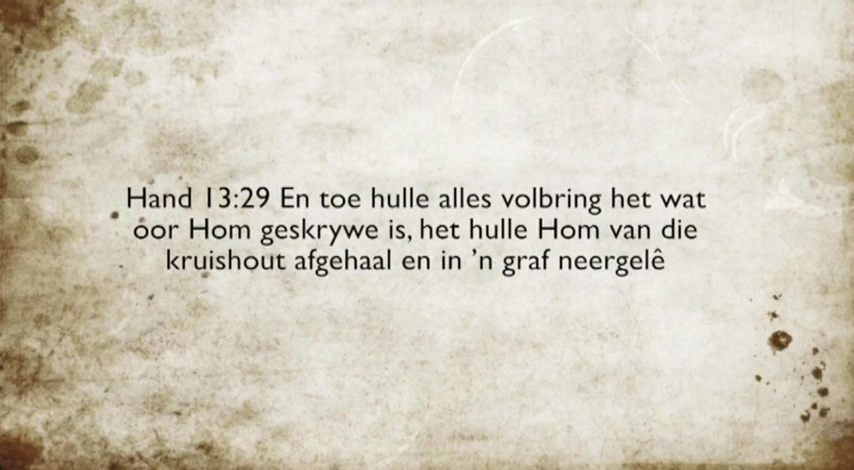 Hand 13:29 En toe hulle alles volbring het wat
oor Hom geskrywe is, het hulle Hom van die
kruishout afgehaal en in ’n graf neergelê